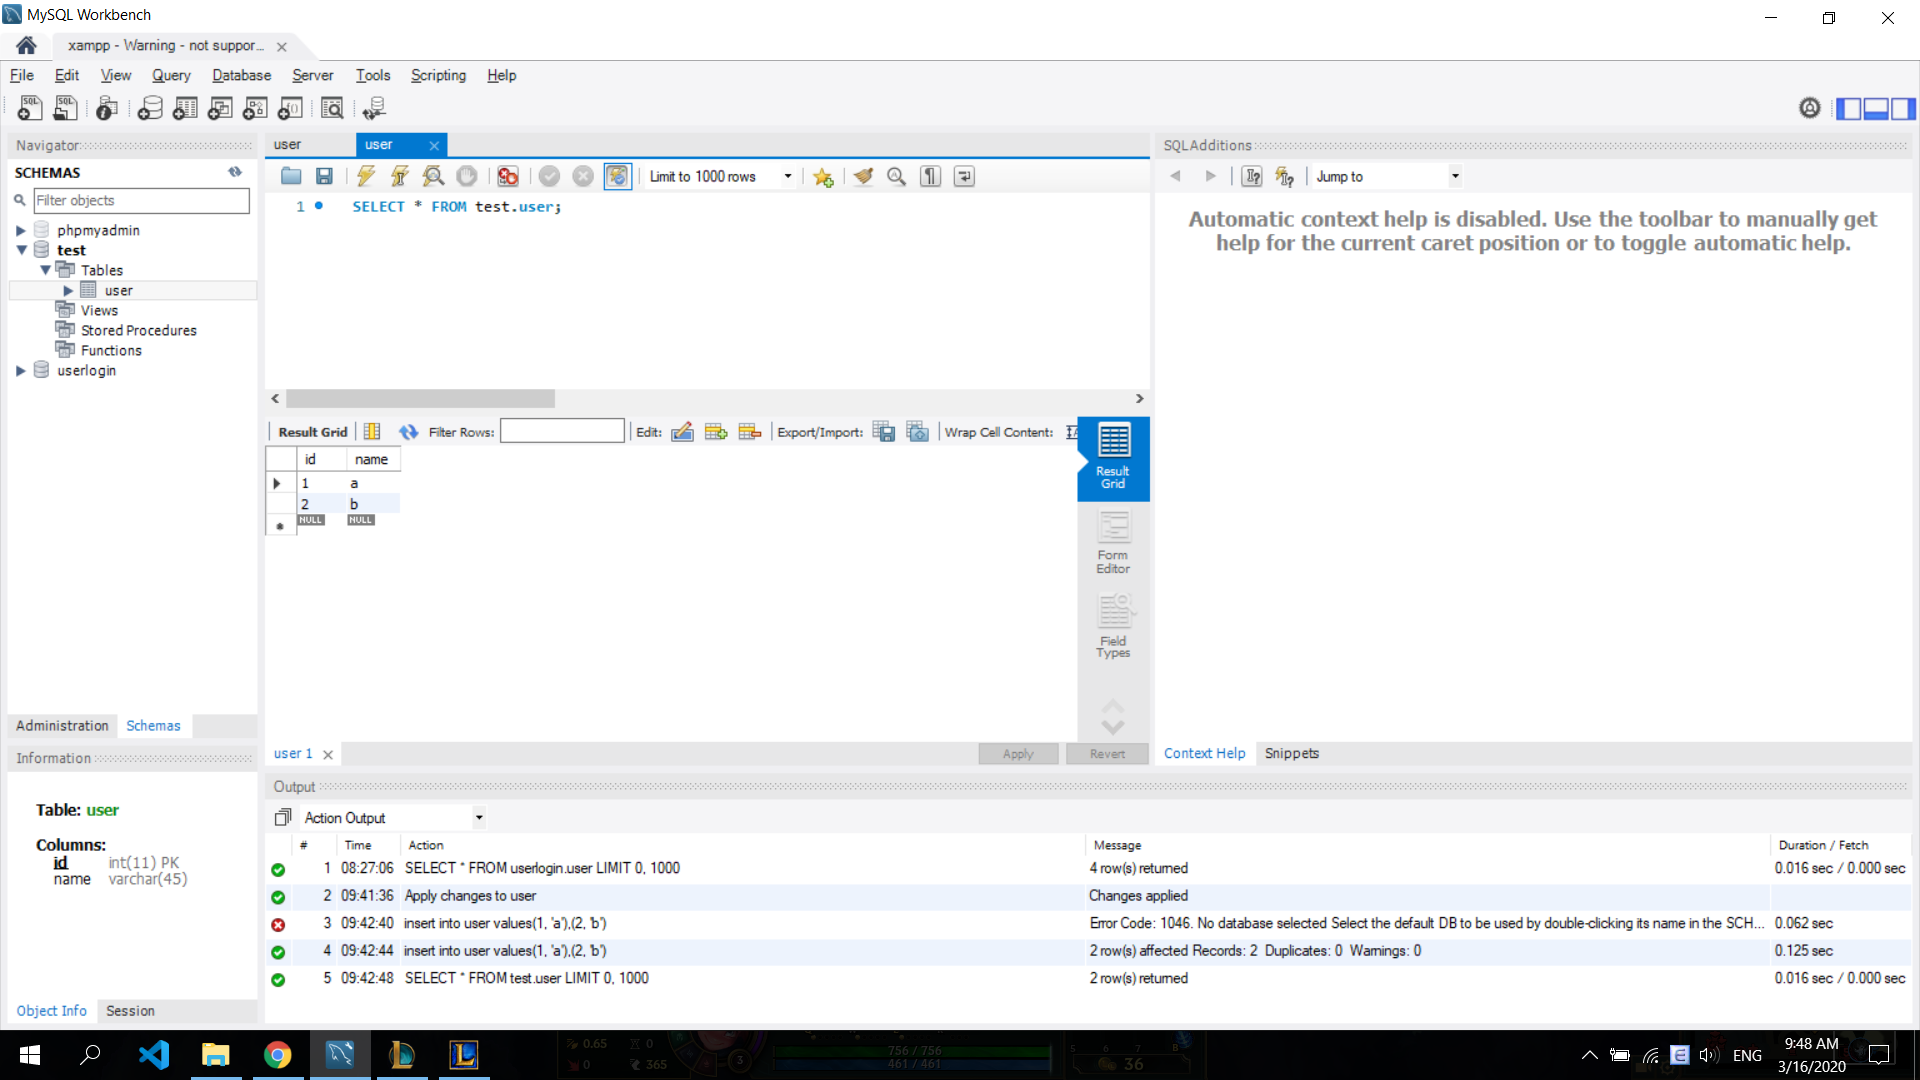 MySQL Workbench
xampp - Warning - not suppor...
File Edit View Query Database Server Tools Scripting Help
Navigator
SCHEMAS
Filter objects
phpmyadmin
test
Tables
user
Views
Stored Procedures
Functions
userlogin
Administration Schemas
Information
Table: user
Columns:
id int(11) PK
name varchar(45)
Object Info Session
user user
Limit to 1000 rows
1 SELECT * FROM test.user;
Result Grid Filter Rows: Edit: Export/Import: Wrap Cell Content:
id name
1 a
2 b
NULL NULL
Result Grid
Form Editor
Field Types
user 1 Apply Revert
SQLAdditions
Jump to
Automatic context help is disabled. Use the toolbar to manually get
help for the current caret position or to toggle automatic help.
Context Help Snippets
Output
Action Output
# Time Action Message Duration / Fetch
1 08:27:06 SELECT * FROM userlogin.user LIMIT 0, 1000 4 row(s) returned 0.016 sec / 0.000 sec
2 09:41:36 Apply changes to user Changes applied
3 09:42:40 insert into user values(1, 'a'),(2, 'b') Error Code: 1046. No database selected Select the default DB to be used by double-clicking its name in the SCH... 0.062 sec
4 09:42:44 insert into user values(1, 'a'),(2, 'b') 2 row(s) affected Records: 2 Duplicates: 0 Warnings: 0 0.125 sec
5 09:42:48 SELECT * FROM test.user LIMIT 0, 1000 2 row(s) returned 0.016 sec / 0.000 sec
0.65 0
0 365
3
756 / 756
461 / 461
36
ENG
9:48 AM
3/16/2020